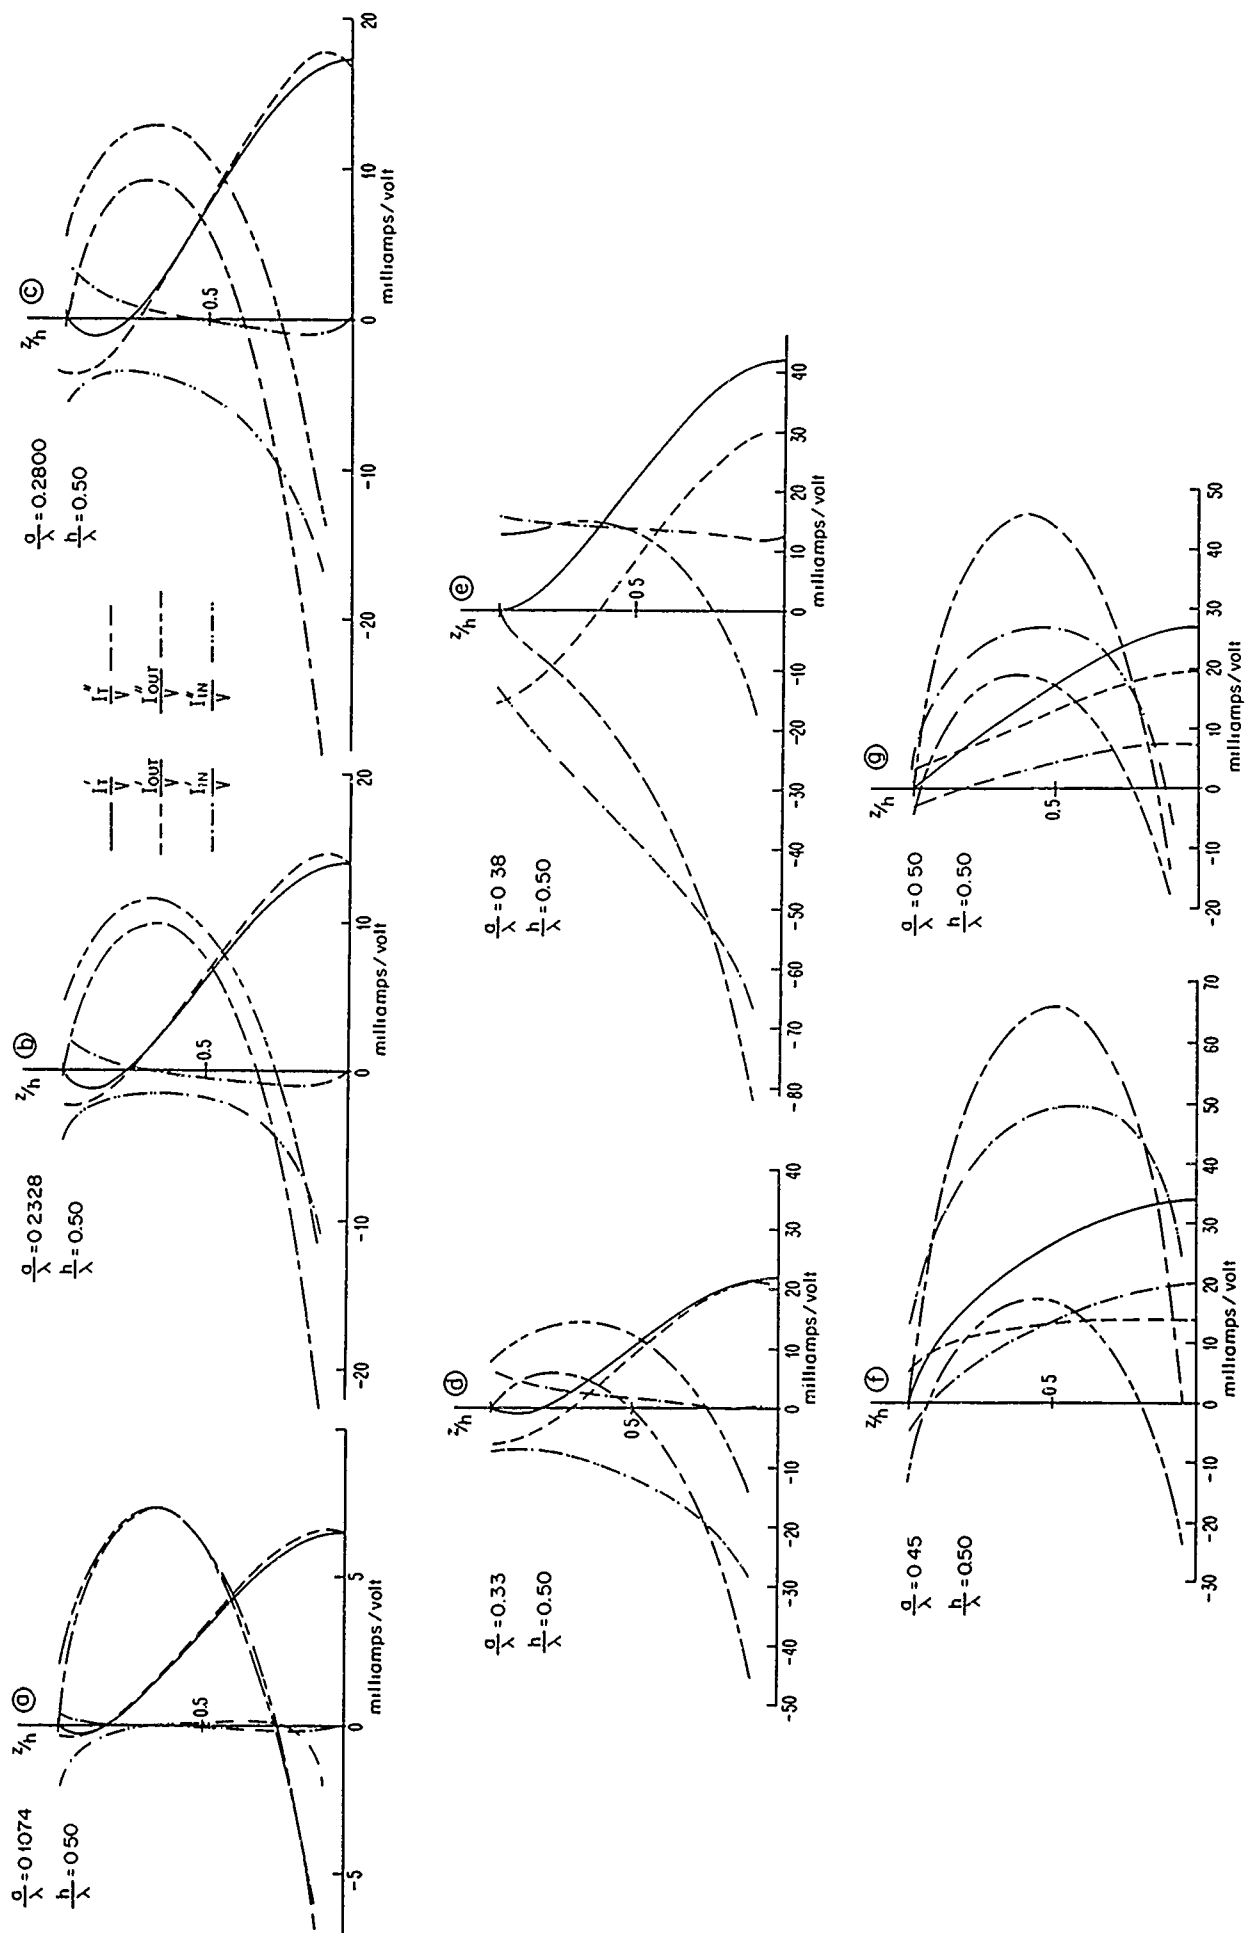 ⓐ
a/λ = 0.1074
h/λ = 0.50
z/h
0.5
-5 0 5
milliamps/volt
ⓑ
a/λ = 0.2328
h/λ = 0.50
z/h
0.5
-20 -10 0 10 20
milliamps/volt
I'T/V I"T/V
I'OUT/V I"OUT/V
I'IN/V I"IN/V
ⓒ
a/λ = 0.2800
h/λ = 0.50
z/h
0.5
-20 -10 0 10 20
milliamps/volt
ⓓ
a/λ = 0.33
h/λ = 0.50
z/h
0.5
-50 -40 -30 -20 -10 0 10 20 30 40
milliamps/volt
ⓔ
a/λ = 0 38
h/λ = 0.50
z/h
0.5
-80 -70 -60 -50 -40 -30 -20 -10 0 10 20 30 40
milliamps/volt
ⓕ
a/λ = 0.45
h/λ = 0.50
z/h
0.5
-30 -20 -10 0 10 20 30 40 50 60 70
milliamps/volt
ⓖ
a/λ = 0 50
h/λ = 0.50
z/h
0.5
-20 -10 0 10 20 30 40 50
milliamps/volt